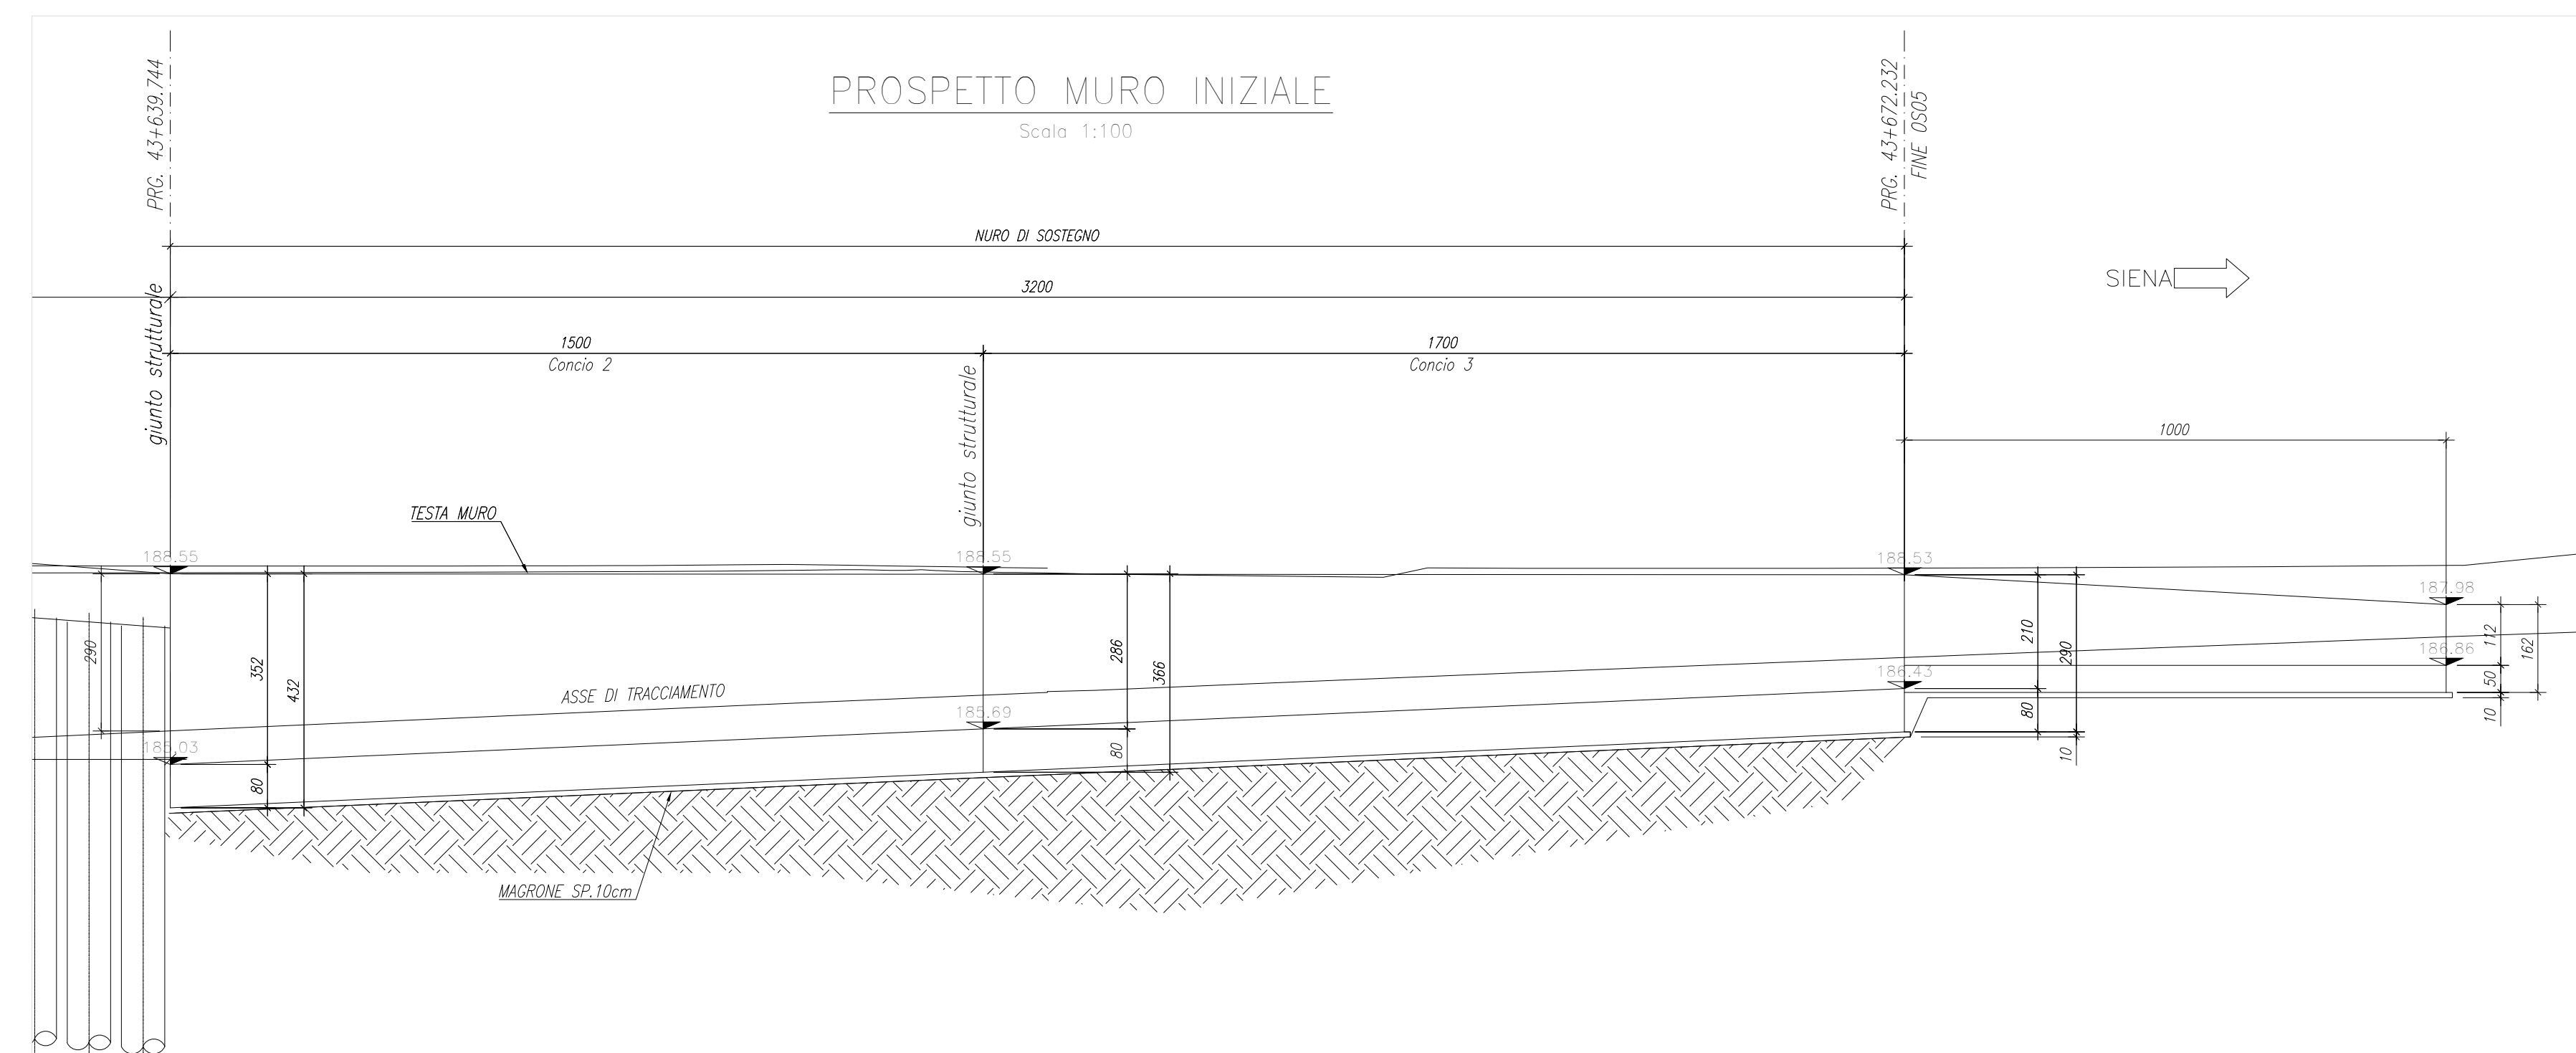 PROSPETTO MURO INIZIALE
Scala 1:100
PRG. 43+639.744
PRG. 43+672.232
FINE OS05
NURO DI SOSTEGNO
3200
SIENA
giunto strutturale
1500
Concio 2
1700
Concio 3
giunto strutturale
1000
TESTA MURO
188.55
188.55
188.53
187.98
290
352
432
286
366
210
290
112
162
ASSE DI TRACCIAMENTO
186.86
186.43
50
185.69
80
10
185.03
80
80
10
MAGRONE SP.10cm